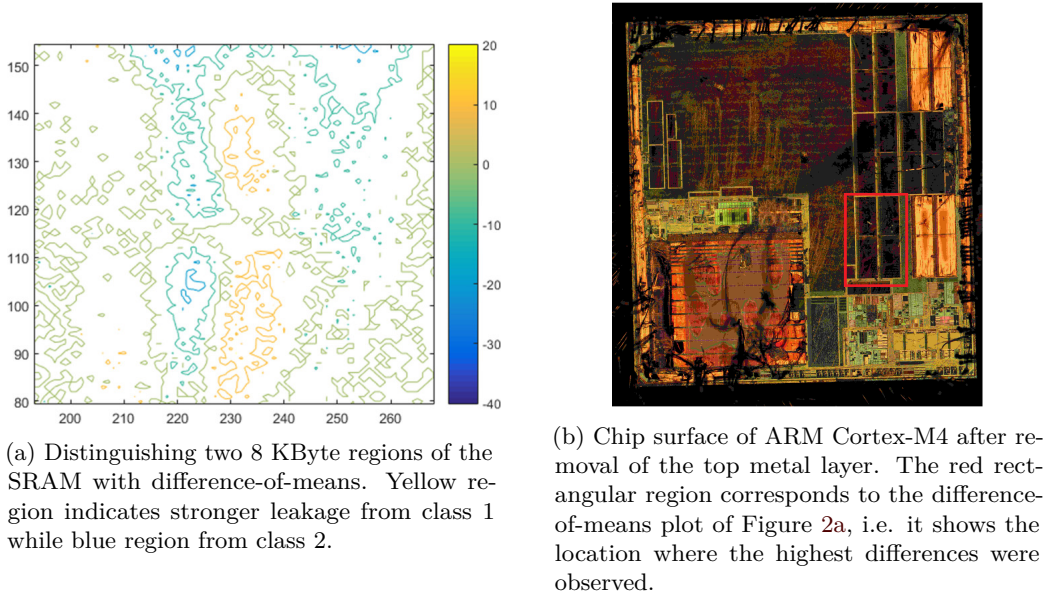 150
140
130
120
110
100
90
80
200
210
220
230
240
250
260
20
10
0
-10
-20
-30
-40
(a) Distinguishing two 8 KByte regions of the
SRAM with difference-of-means. Yellow re-
gion indicates stronger leakage from class 1
while blue region from class 2.
(b) Chip surface of ARM Cortex-M4 after re-
moval of the top metal layer. The red rect-
angular region corresponds to the difference-
of-means plot of Figure 2a, i.e. it shows the
location where the highest differences were
observed.